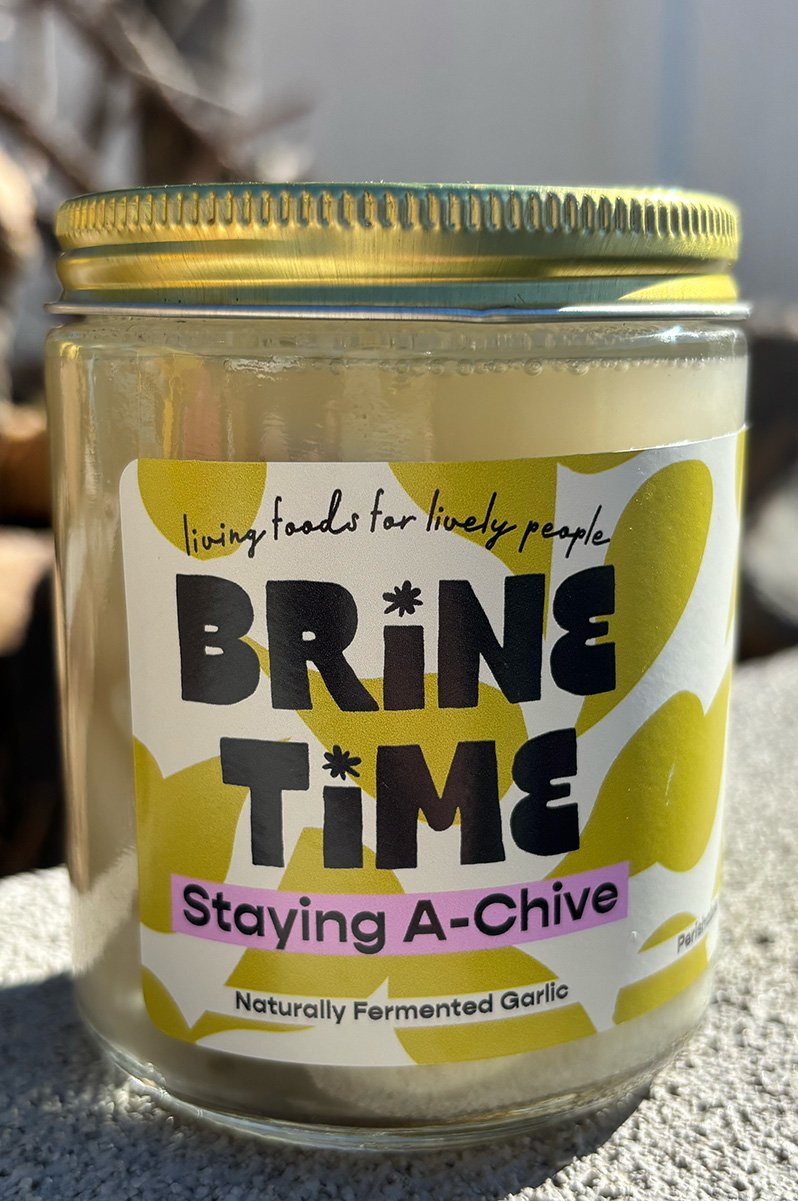 living foods for lively people
BRiNE
TiME
Staying A-Chive
Naturally Fermented Garlic